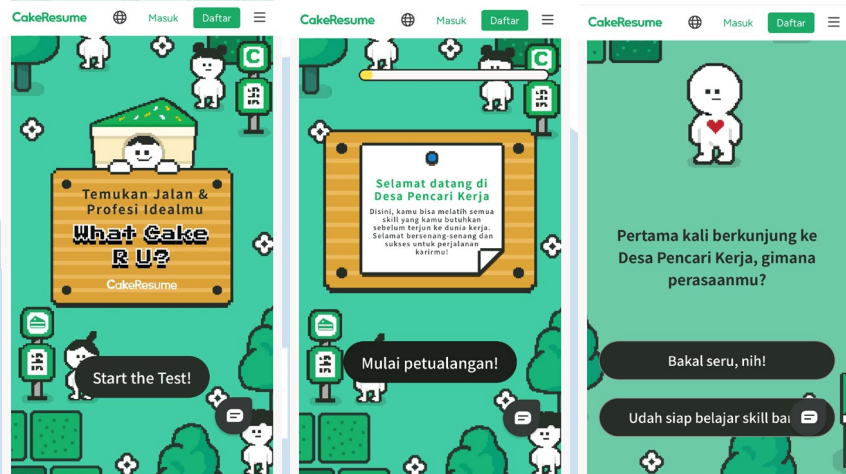 CakeResume
Masuk
Daftar
C
Temukan Jalan &
Profesi Idealmu
What Cake
R U?
CakeResume
Start the Test!
CakeResume
Masuk
Daftar
C
Selamat datang di
Desa Pencari Kerja
Disini, kamu bisa melatih semua
skill yang kamu butuhkan
sebelum terjun ke dunia kerja.
Selamat bersenang-senang dan
sukses untuk perjalanan
karirmu!
Mulai petualangan!
CakeResume
Masuk
Daftar
Pertama kali berkunjung ke
Desa Pencari Kerja, gimana
perasaanmu?
Bakal seru, nih!
Udah siap belajar skill ba